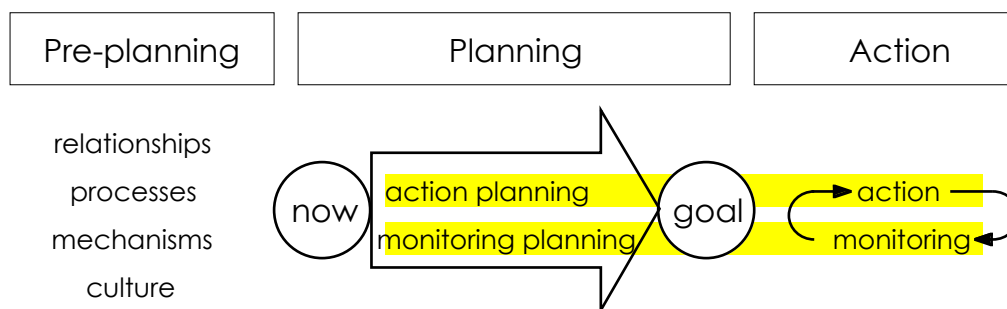 Pre-planning
Planning
Action
relationships
processes
mechanisms
culture
now
action planning
monitoring planning
goal
action
monitoring